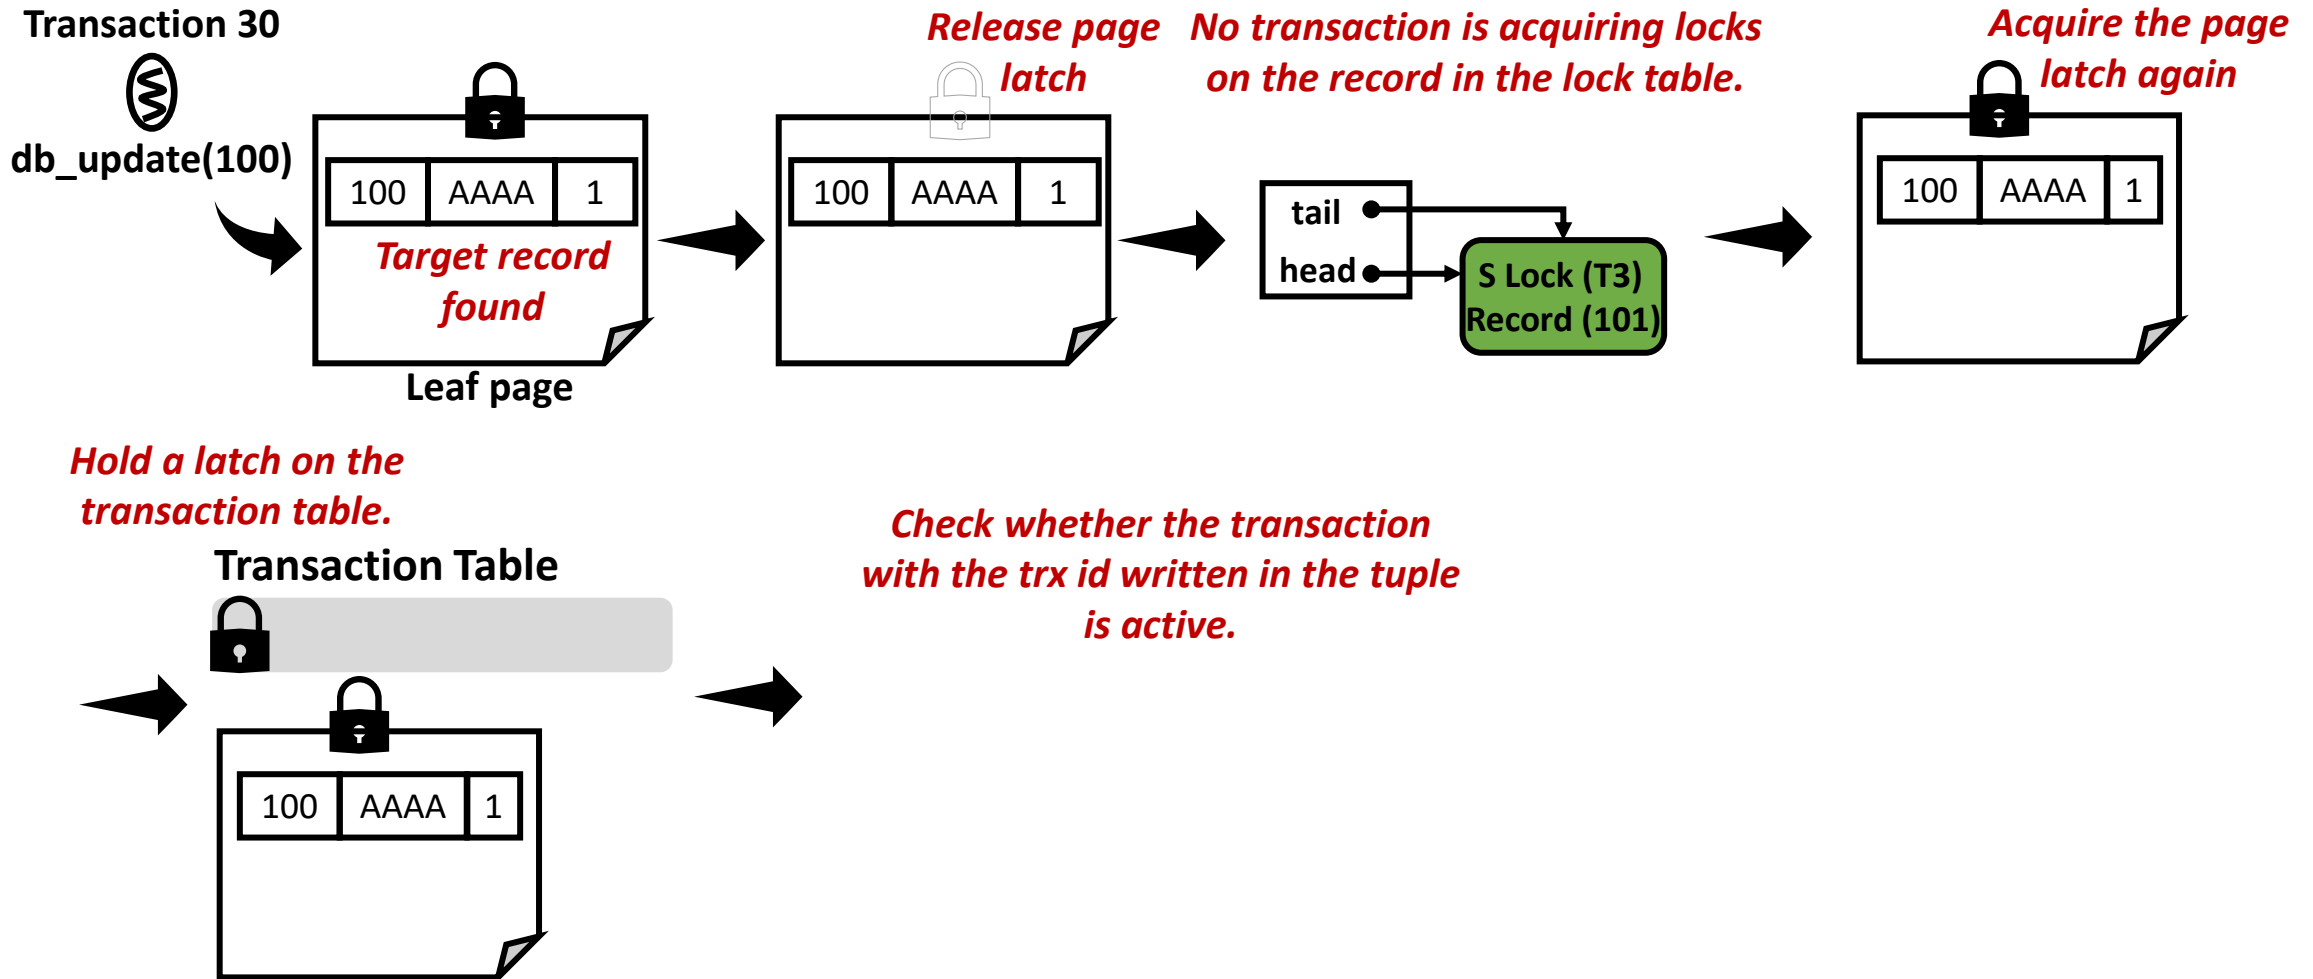 Transaction 30
db_update(100)
100 AAAA 1
Target record
found
Leaf page
Release page
latch
100 AAAA 1
No transaction is acquiring locks
on the record in the lock table.
tail
head
S Lock (T3)
Record (101)
Acquire the page
latch again
100 AAAA 1
Hold a latch on the
transaction table.
Transaction Table
100 AAAA 1
Check whether the transaction
with the trx id written in the tuple
is active.